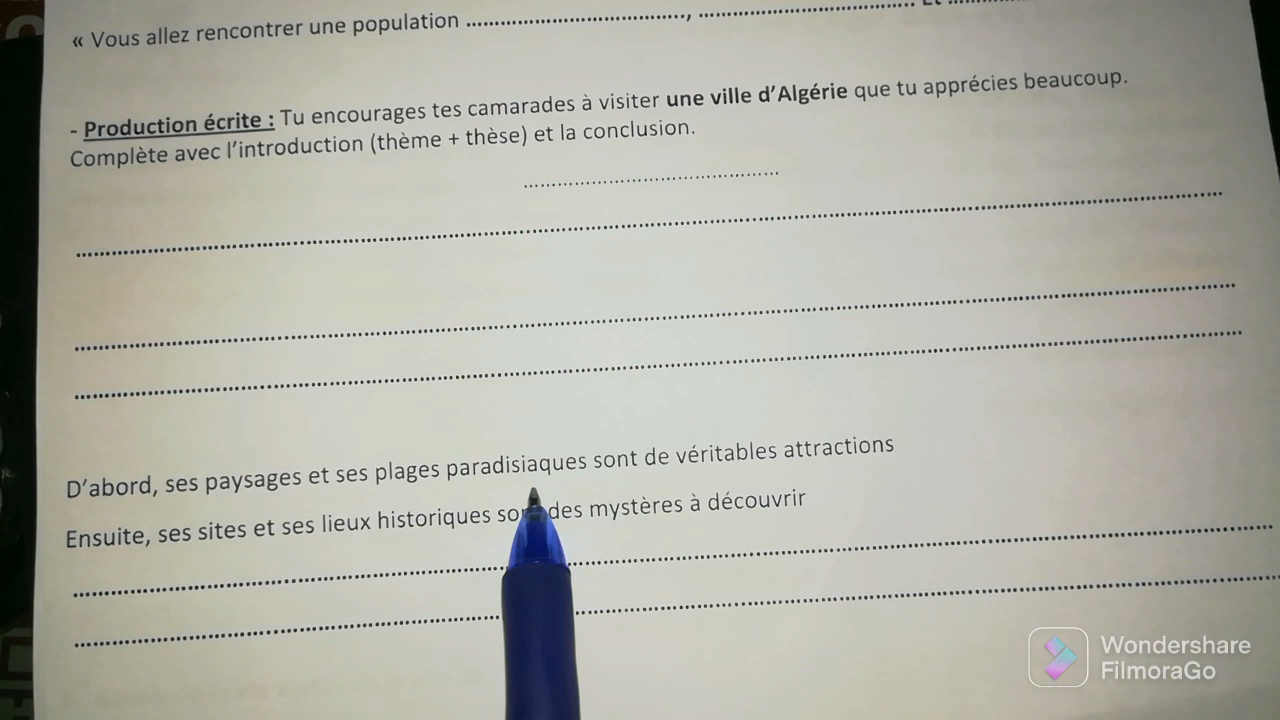 « Vous allez rencontrer une population ......................................., ....................................... Et ................
- Production écrite : Tu encourages tes camarades à visiter une ville d'Algérie que tu apprécies beaucoup.
Complète avec l'introduction (thème + thèse) et la conclusion.
D'abord, ses paysages et ses plages paradisiaques sont de véritables attractions
Ensuite, ses sites et ses lieux historiques sont des mystères à découvrir
Wondershare
FilmoraGo